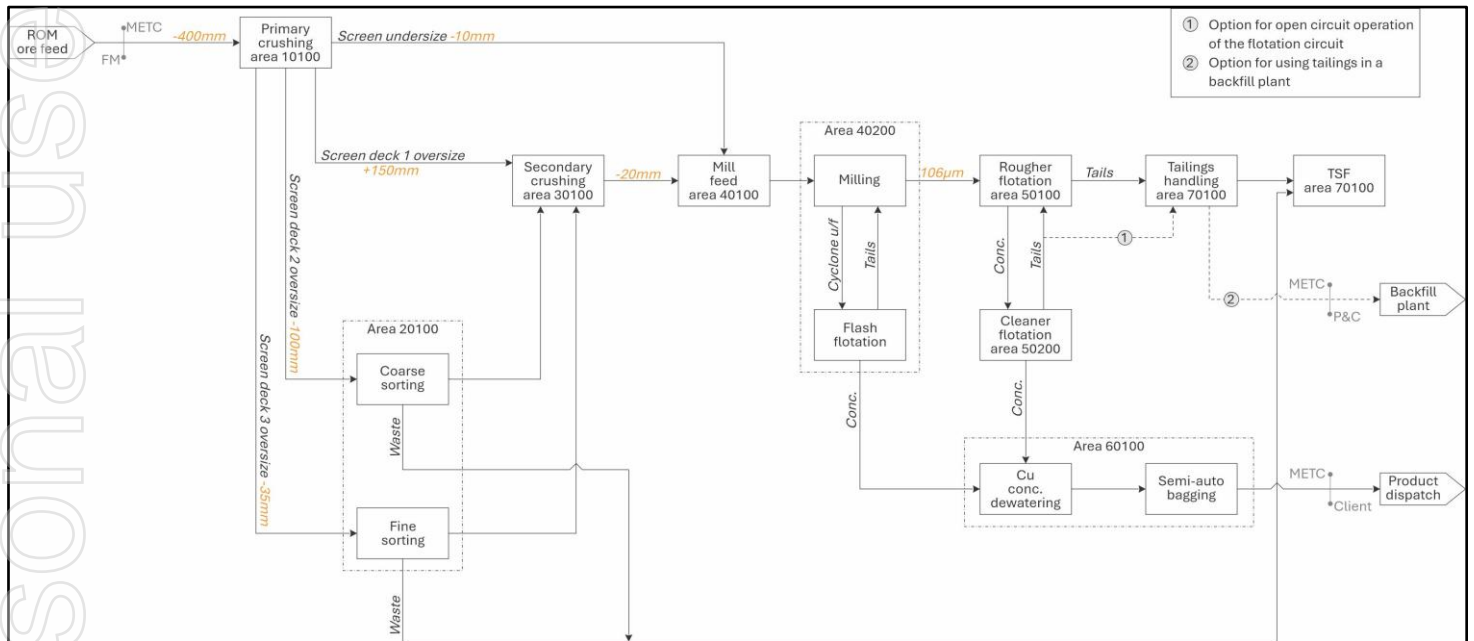 sonal use
ROM
ore feed
METC
FM
-400mm
Primary
crushing
area 10100
Screen undersize -10mm
① Option for open circuit operation
of the flotation circuit
② Option for using tailings in a
backfill plant
Screen deck 1 oversize
+150mm
Screen deck 2 oversize -100mm
Screen deck 3 oversize -35mm
Secondary
crushing
area 30100
-20mm
Mill
feed
area 40100
Area 40200
Milling
106µm
Cyclone u/f
Tails
Flash
flotation
Conc.
Rougher
flotation
area 50100
Tails
Conc.
Tails
①
Tailings
handling
area 70100
TSF
area 70100
②
METC
P&C
Backfill
plant
Cleaner
flotation
area 50200
Conc.
Area 20100
Coarse
sorting
Waste
Fine
sorting
Waste
Area 60100
Cu
conc.
dewatering
Semi-auto
bagging
METC
Client
Product
dispatch